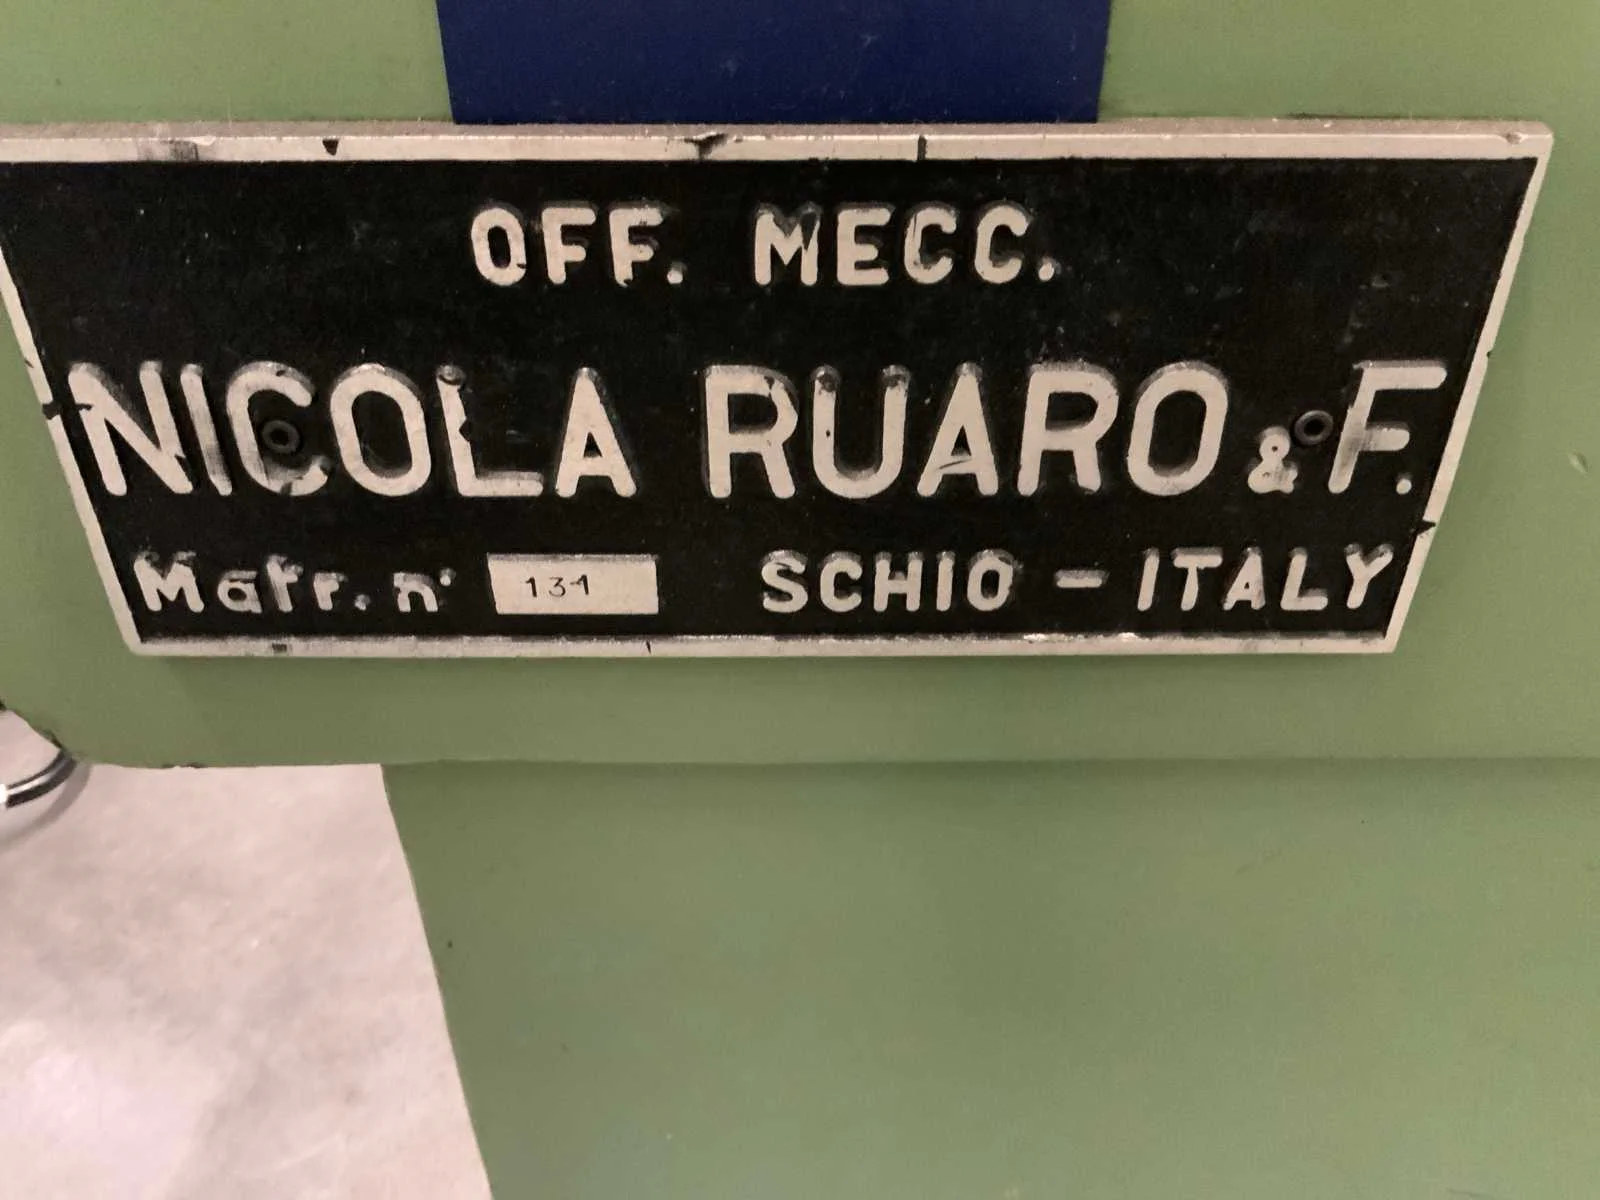 OFF. MECC.
NICOLA RUARO & F.
Matr. n° 131 SCHIO - ITALY